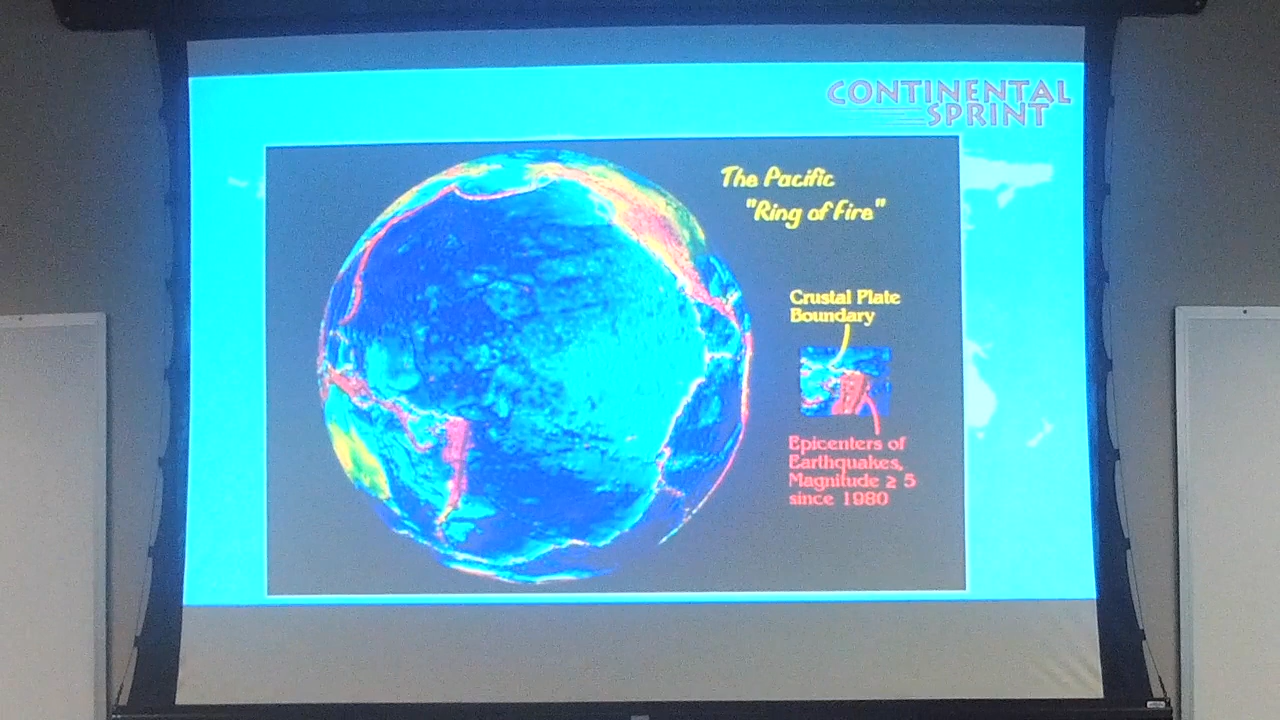 CONTINENTAL
SPRINT
The Pacific
"Ring of Fire"
Crustal Plate
Boundary
Epicenters of
Earthquakes,
Magnitude ≥ 5
since 1980